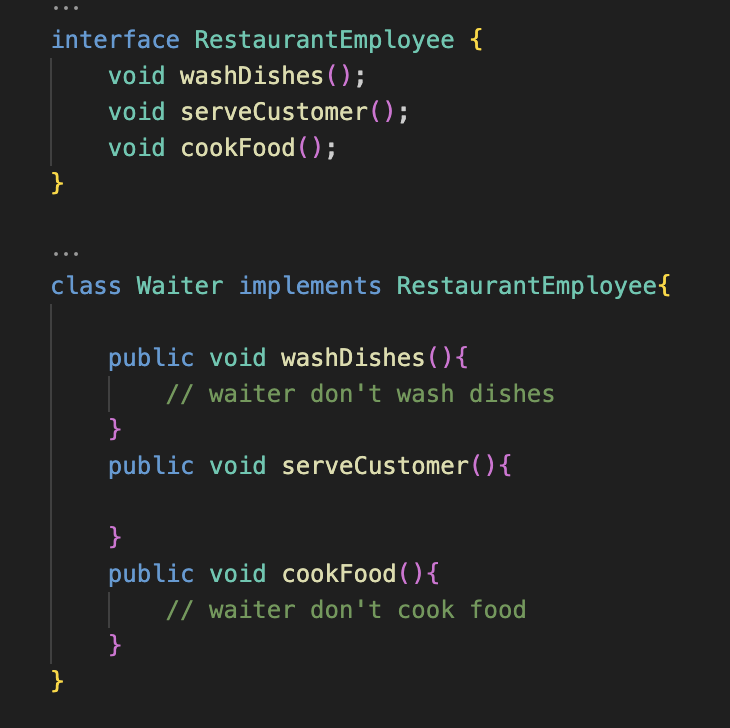 ...
interface RestaurantEmployee {
void washDishes();
void serveCustomer();
void cookFood();
}
...
class Waiter implements RestaurantEmployee{
public void washDishes(){
// waiter don't wash dishes
}
public void serveCustomer(){
}
public void cookFood(){
// waiter don't cook food
}
}